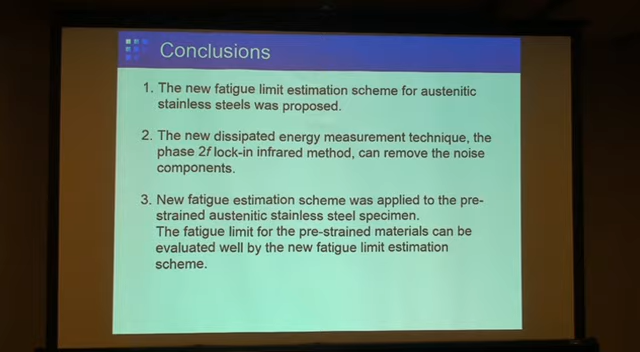 Conclusions
1. The new fatigue limit estimation scheme for austenitic
stainless steels was proposed.
2. The new dissipated energy measurement technique, the
phase 2f lock-in infrared method, can remove the noise
components.
3. New fatigue estimation scheme was applied to the pre-
strained austenitic stainless steel specimen.
The fatigue limit for the pre-strained materials can be
evaluated well by the new fatigue limit estimation
scheme.